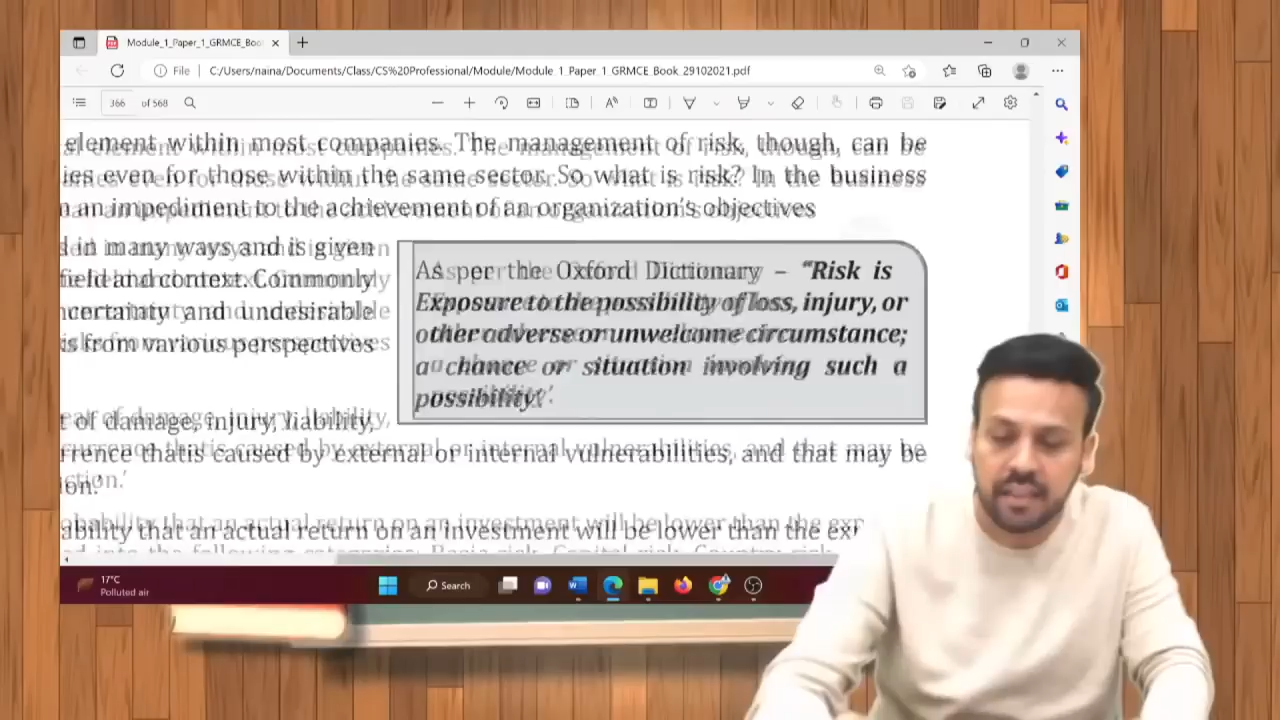 Module_1_Paper_1_GRMCE_Boo
File
C:/Users/naina/Documents/Class/CS%20Professional/Module/Module_1_Paper_1_GRMCE_Book_29102021.pdf
366 of 568
element within most companies. The management of risk, though, can be
ies even for those within the same sector. So what is risk? In the business
an impediment to the achievement of an organization's objectives
d in many ways and is given
field and context. Commonly
certainty and undesirable
s from various perspectives
As per the Oxford Dictionary – “Risk is
Exposure to the possibility of loss, injury, or
other adverse or unwelcome circumstance;
a chance or situation involving such a
possibility.’
t of damage, injury, liability,
rrence thatis caused by external or internal vulnerabilities, and that may be
on.’
ability that an actual return on an investment will be lower than the exp
17°C
Polluted air
Search